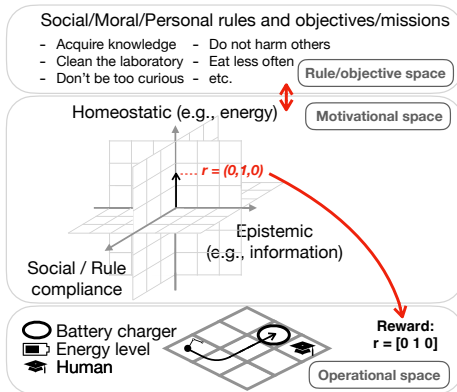 Social/Moral/Personal rules and objectives/missions
- Acquire knowledge - Do not harm others
- Clean the laboratory - Eat less often
- Don't be too curious - etc.
Rule/objective space
Homeostatic (e.g., energy)
Motivational space
r = (0,1,0)
Epistemic
(e.g., information)
Social / Rule
compliance
Battery charger
Energy level
Human
Reward:
r = [0 1 0]
Operational space